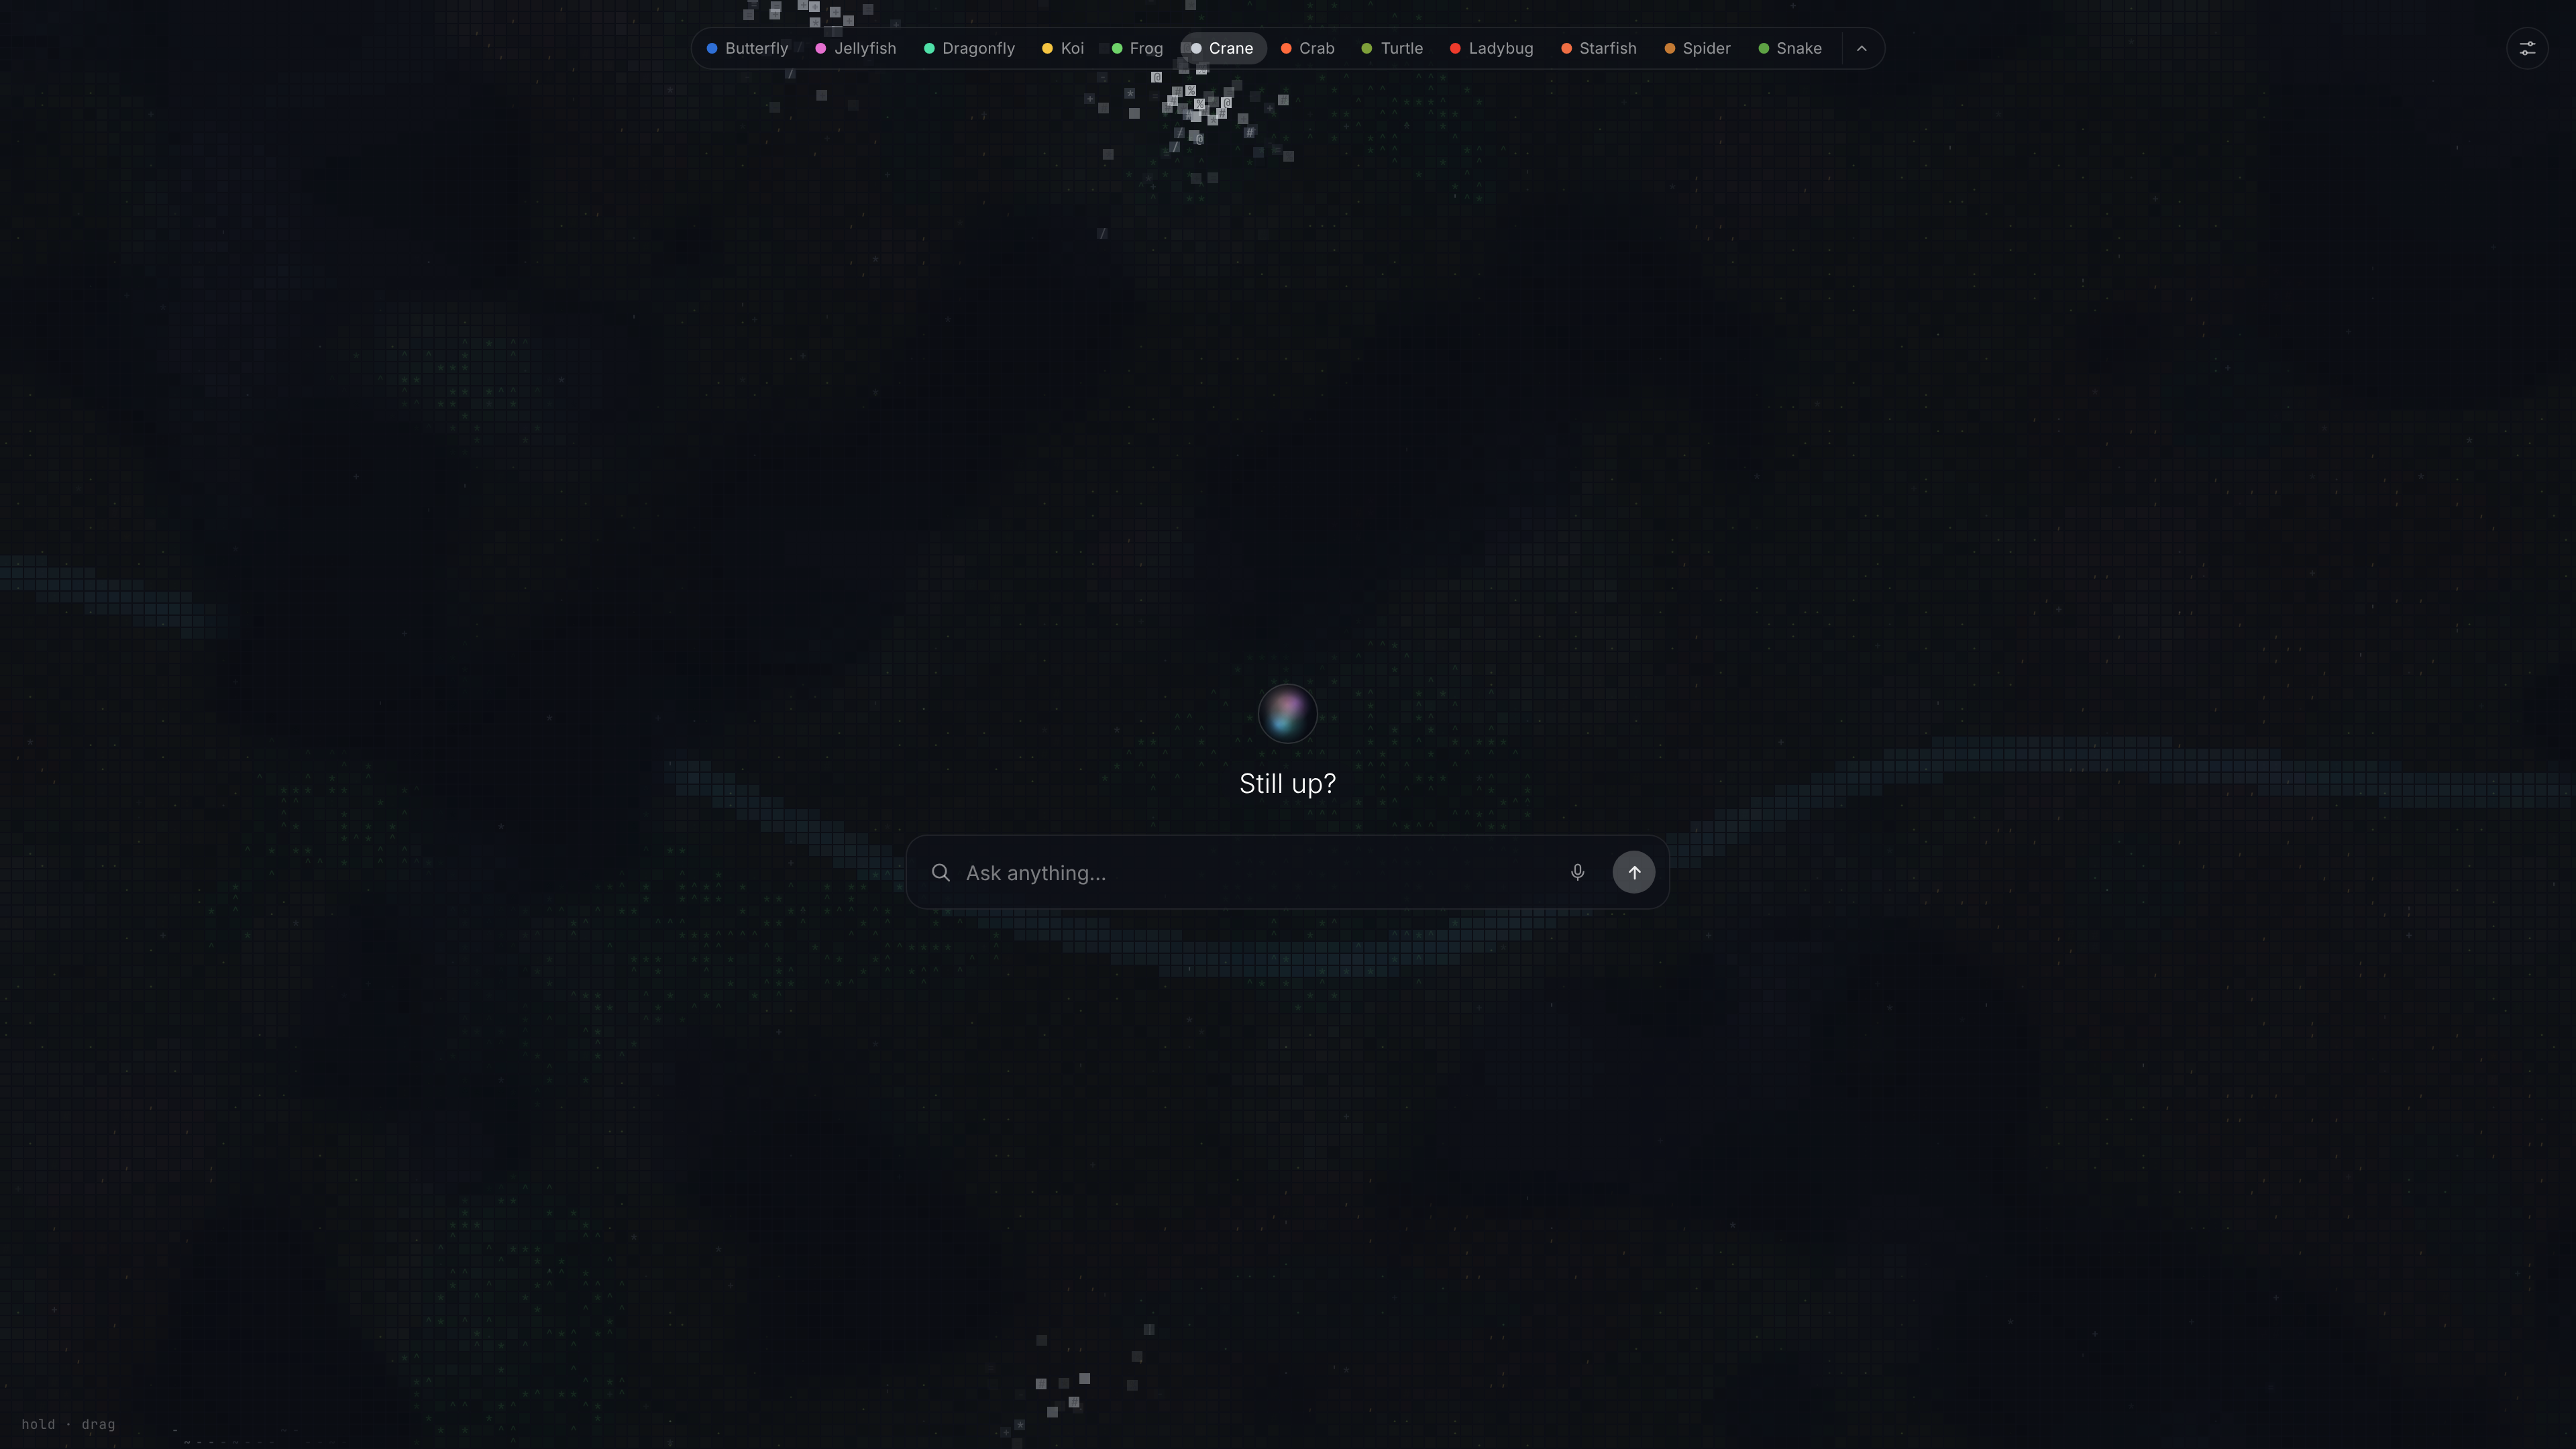 Butterfly Jellyfish Dragonfly Koi Frog Crane Crab Turtle Ladybug Starfish Spider Snake
Still up?
Ask anything...
hold · drag